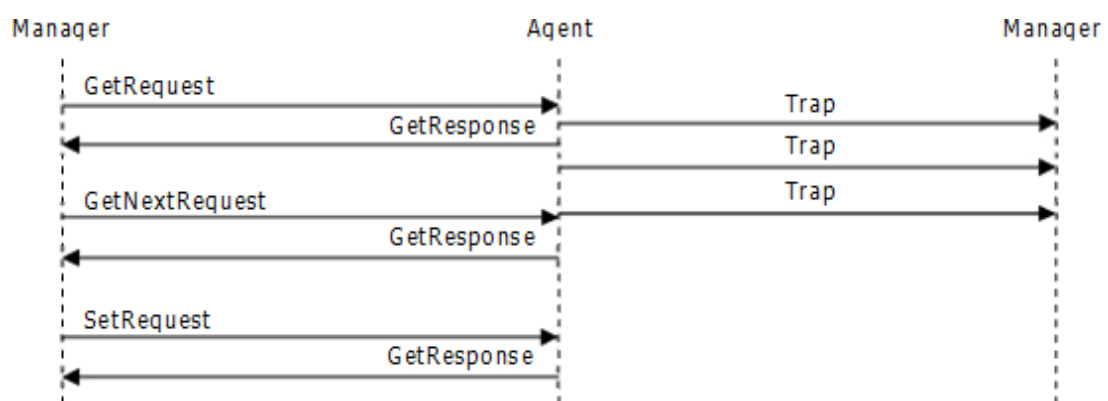 Manager Agent Manager
GetRequest
Trap
GetResponse
Trap
Trap
GetNextRequest
GetResponse
SetRequest
GetResponse